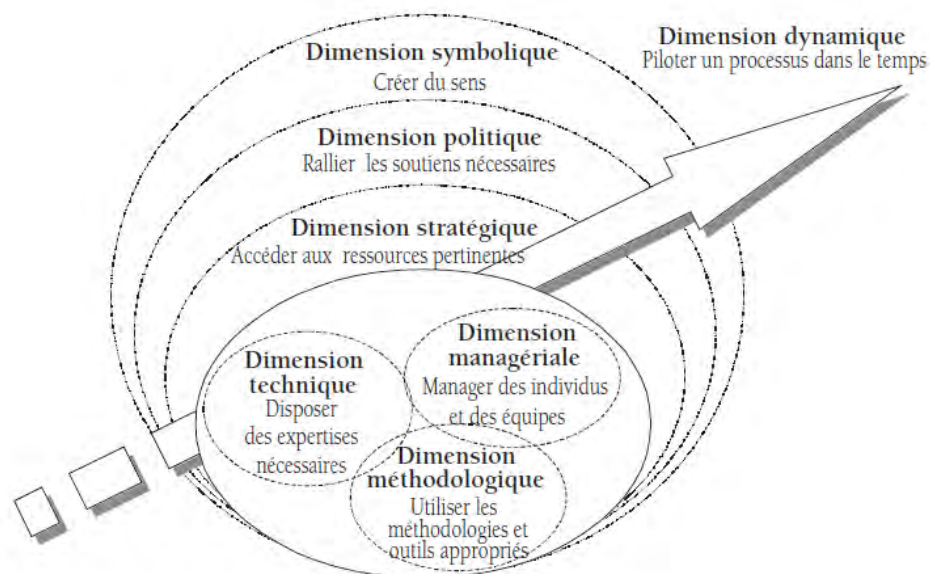 Dimension dynamique
Piloter un processus dans le temps
Dimension symbolique
Créer du sens
Dimension politique
Rallier les soutiens nécessaires
Dimension stratégique
Accéder aux ressources pertinentes
Dimension
managériale
Manager des individus
et des équipes
Dimension
technique
Disposer
des expertises
nécessaires
Dimension
méthodologique
Utiliser les
méthodologies et
outils appropriés